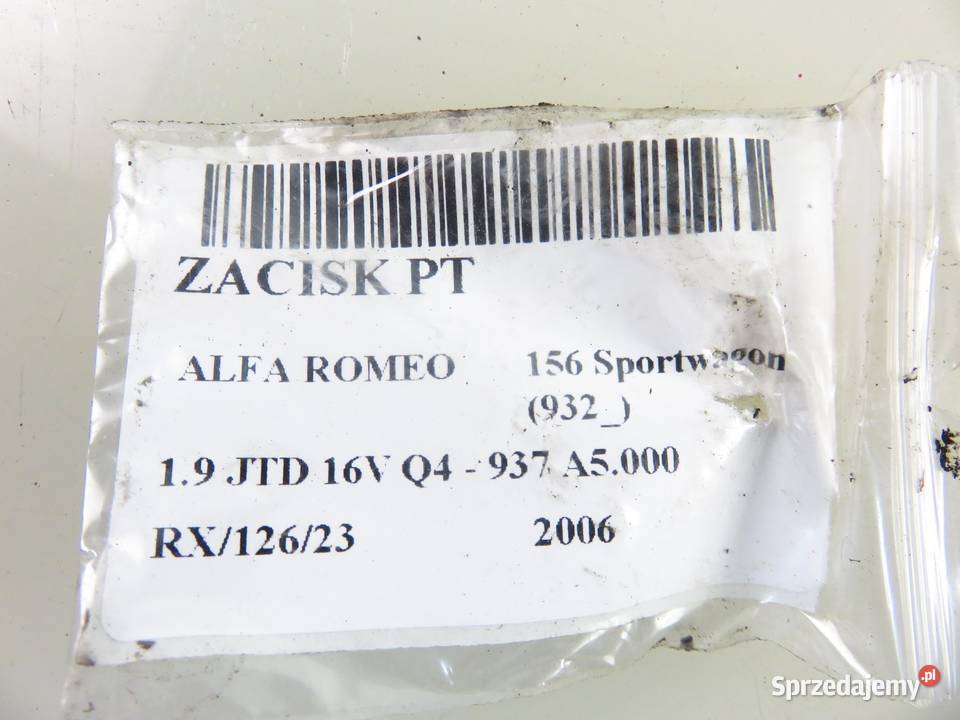 ZACISK PT
ALFA ROMEO 156 Sportwagon
(932_)
1.9 JTD 16V Q4 - 937 A5.000
RX/126/23 2006
Sprzedajemy.pl